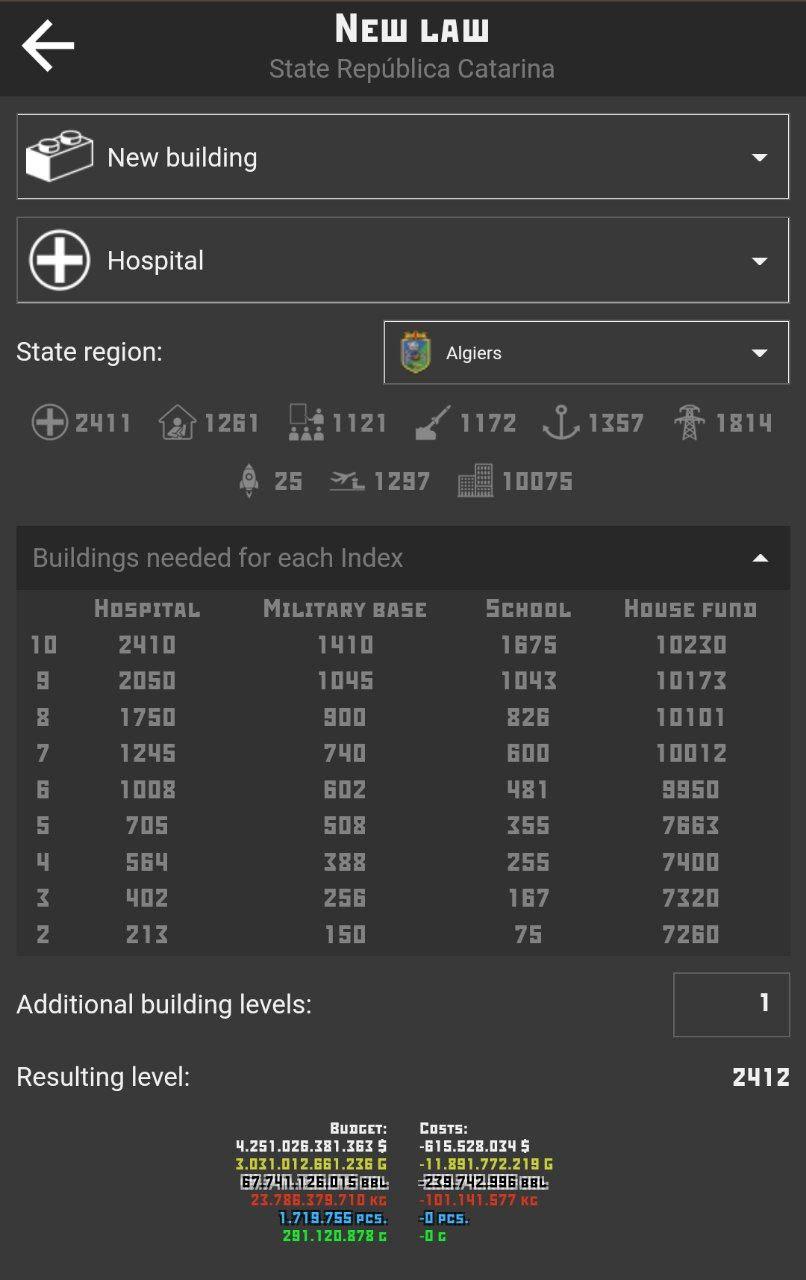 New law
State República Catarina
New building
Hospital
State region: Algiers
2411 1261 1121 1172 1357 1814
25 1297 10075
Buildings needed for each Index
Hospital Military base School House fund
10 2410 1410 1675 10230
9 2050 1045 1043 10173
8 1750 900 826 10101
7 1245 740 600 10012
6 1008 602 481 9950
5 705 508 355 7663
4 564 388 255 7400
3 402 256 167 7320
2 213 150 75 7260
Additional building levels: 1
Resulting level: 2412
Budget: Costs:
4.251.026.381.363 $ -615.528.034 $
3.031.012.661.236 G -11.891.772.219 G
67.741.126.015 bbl -239.742.996 bbl
23.786.379.710 kg -101.141.577 kg
1.719.755 pcs. -0 pcs.
291.120.878 g -0 g